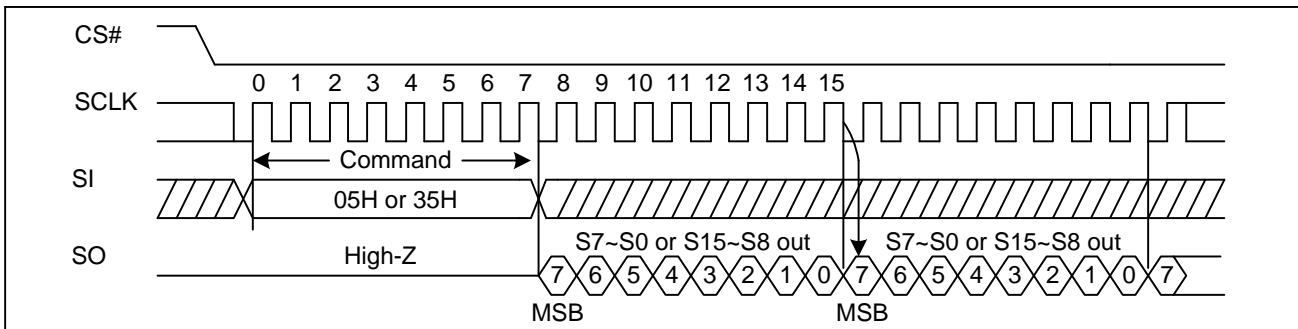 CS#
0 1 2 3 4 5 6 7 8 9 10 11 12 13 14 15
SCLK
Command
SI
05H or 35H
S7~S0 or S15~S8 out S7~S0 or S15~S8 out
SO High-Z
7 6 5 4 3 2 1 0 7 6 5 4 3 2 1 0 7
MSB MSB